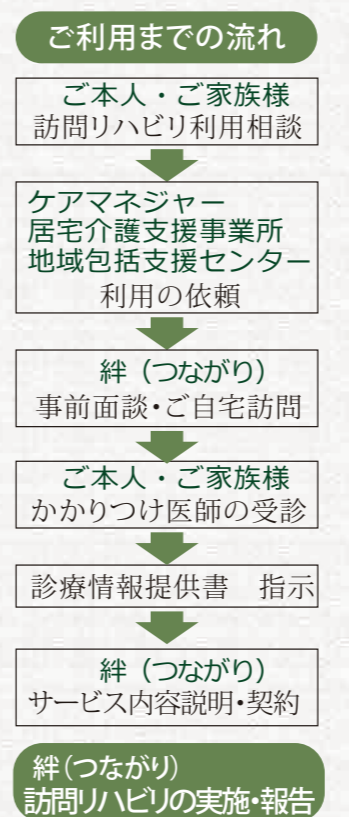 ご利用までの流れ
ご本人・ご家族様
訪問リハビリ利用相談
ケアマネジャー
居宅介護支援事業所
地域包括支援センター
利用の依頼
絆（つながり）
事前面談・ご自宅訪問
ご本人・ご家族様
かかりつけ医師の受診
診療情報提供書　指示
絆（つながり）
サービス内容説明・契約
絆（つながり）
訪問リハビリの実施・報告